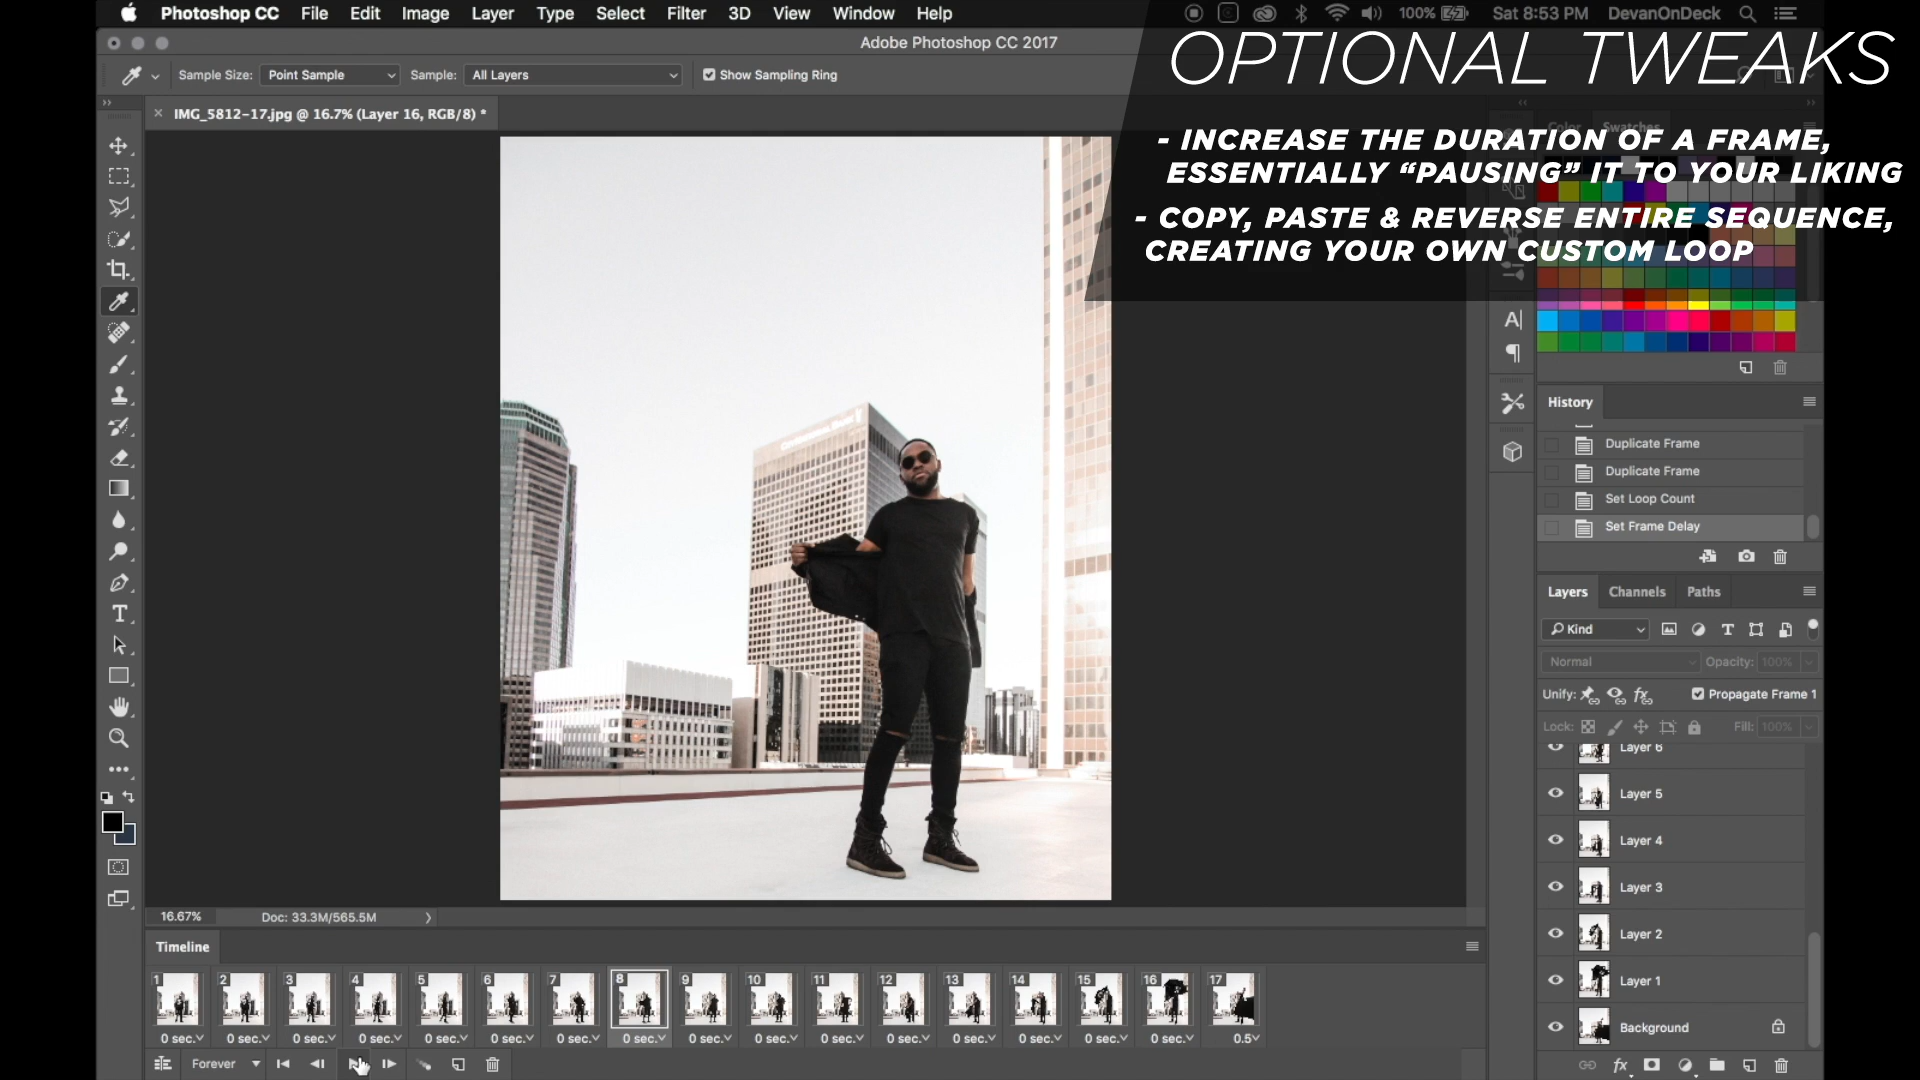 Photoshop CC File Edit Image Layer Type Select Filter 3D View Window Help 100% Sat 8:53 PM DevanOnDeck
Adobe Photoshop CC 2017
OPTIONAL TWEAKS
- INCREASE THE DURATION OF A FRAME,
ESSENTIALLY “PAUSING” IT TO YOUR LIKING
- COPY, PASTE & REVERSE ENTIRE SEQUENCE,
CREATING YOUR OWN CUSTOM LOOP
Sample Size: Point Sample Sample: All Layers Show Sampling Ring
IMG_5812-17.jpg @ 16.7% (Layer 16, RGB/8) *
Color Swatches
History
Duplicate Frame
Duplicate Frame
Set Loop Count
Set Frame Delay
Layers Channels Paths
Kind
Normal Opacity: 100%
Unify: Propagate Frame 1
Lock: Fill: 100%
Layer 6
Layer 5
Layer 4
Layer 3
Layer 2
Layer 1
Background
16.67% Doc: 33.3M/565.5M
Timeline
1 2 3 4 5 6 7 8 9 10 11 12 13 14 15 16 17
0 sec. 0 sec. 0 sec. 0 sec. 0 sec. 0 sec. 0 sec. 0 sec. 0 sec. 0 sec. 0 sec. 0 sec. 0 sec. 0 sec. 0 sec. 0 sec. 0.5
Forever